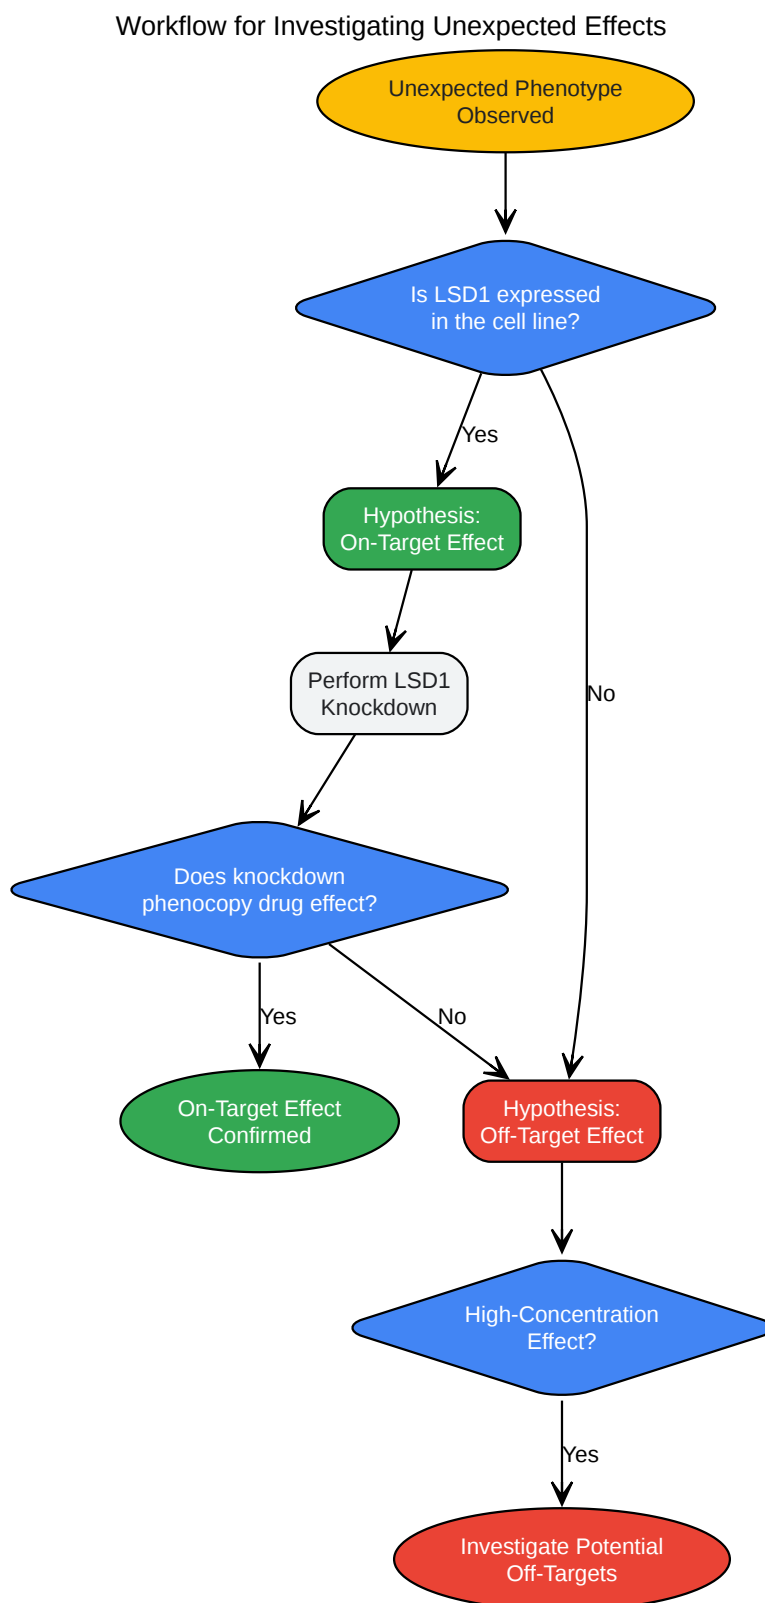 Workflow for Investigating Unexpected Effects
Unexpected Phenotype
Observed
Is LSD1 expressed
in the cell line?
Yes
Hypothesis:
On-Target Effect
Perform LSD1
Knockdown
No
Does knockdown
phenocopy drug effect?
Yes
No
On-Target Effect
Confirmed
Hypothesis:
Off-Target Effect
High-Concentration
Effect?
Yes
Investigate Potential
Off-Targets